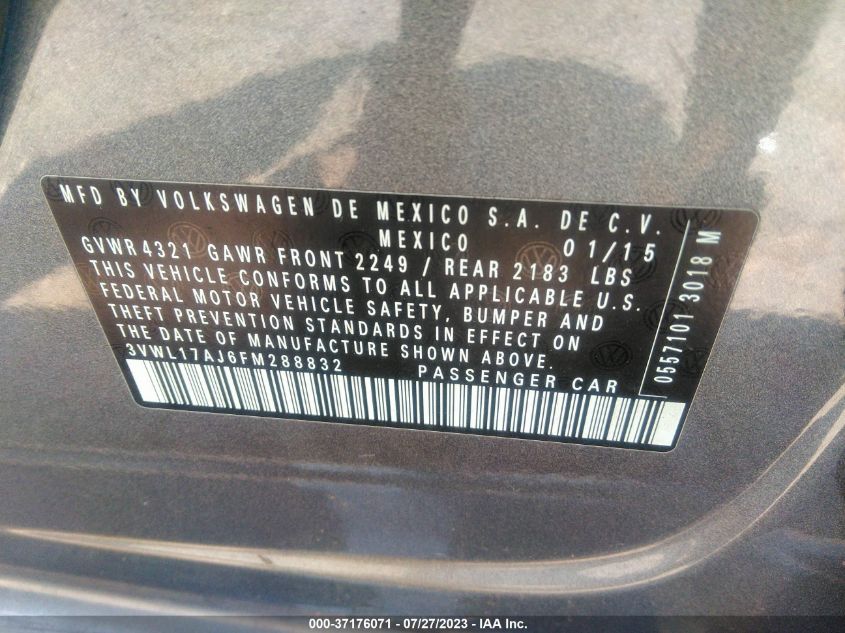 MFD BY VOLKSWAGEN DE MEXICO S.A. DE C.V.
MEXICO 01/15
GVWR 4321 GAWR FRONT 2249 / REAR 2183 LBS
THIS VEHICLE CONFORMS TO ALL APPLICABLE U.S.
FEDERAL MOTOR VEHICLE SAFETY, BUMPER AND
THEFT PREVENTION STANDARDS IN EFFECT ON
THE DATE OF MANUFACTURE SHOWN ABOVE.
3VWL17AJ6FM288832 PASSENGER CAR
0557101 3018 M
000-37176071 / 07/27/2023 - IAA Inc.